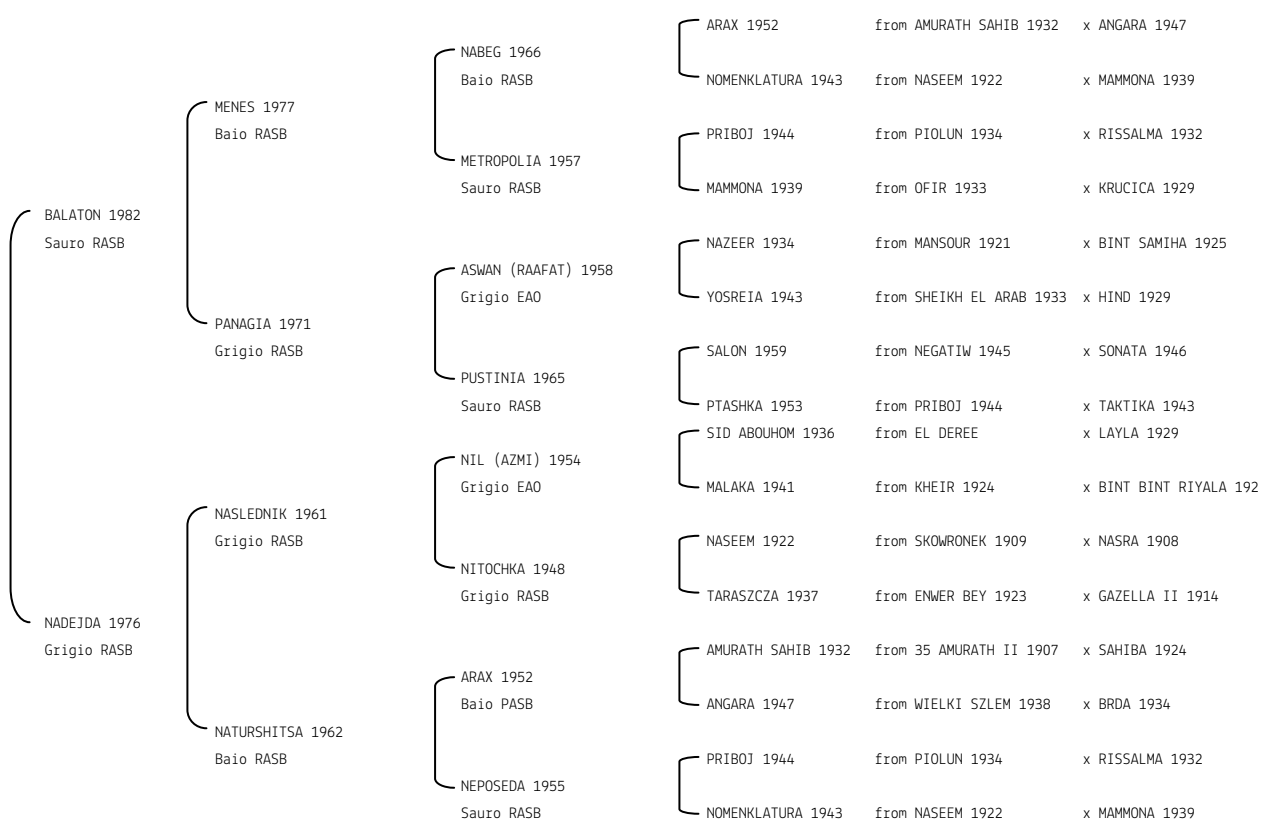 ARAX 1952 from AMURATH SAHIB 1932 x ANGARA 1947
NABEG 1966
Baio RASB NOMENKLATURA 1943 from NASEEM 1922 x MAMMONA 1939
MENES 1977
Baio RASB PRIBOJ 1944 from PIOLUN 1934 x RISSALMA 1932
METROPOLIA 1957
Sauro RASB MAMMONA 1939 from OFIR 1933 x KRUCICA 1929
BALATON 1982
Sauro RASB NAZEER 1934 from MANSOUR 1921 x BINT SAMIHA 1925
ASWAN (RAAFAT) 1958
Grigio EAO YOSREIA 1943 from SHEIKH EL ARAB 1933 x HIND 1929
PANAGIA 1971
Grigio RASB SALON 1959 from NEGATIW 1945 x SONATA 1946
PUSTINIA 1965
Sauro RASB PTASHKA 1953 from PRIBOJ 1944 x TAKTIKA 1943
SID ABOUHOM 1936 from EL DEREE x LAYLA 1929
NIL (AZMI) 1954
Grigio EAO MALAKA 1941 from KHEIR 1924 x BINT BINT RIYALA 192
NASLEDNIK 1961
Grigio RASB NASEEM 1922 from SKOWRONEK 1909 x NASRA 1908
NITOCHKA 1948
Grigio RASB TARASZCZA 1937 from ENWER BEY 1923 x GAZELLA II 1914
NADEJDA 1976
Grigio RASB AMURATH SAHIB 1932 from 35 AMURATH II 1907 x SAHIBA 1924
ARAX 1952
Baio PASB ANGARA 1947 from WIELKI SZLEM 1938 x BRDA 1934
NATURSHITSA 1962
Baio RASB PRIBOJ 1944 from PIOLUN 1934 x RISSALMA 1932
NEPOSEDA 1955
Sauro RASB NOMENKLATURA 1943 from NASEEM 1922 x MAMMONA 1939